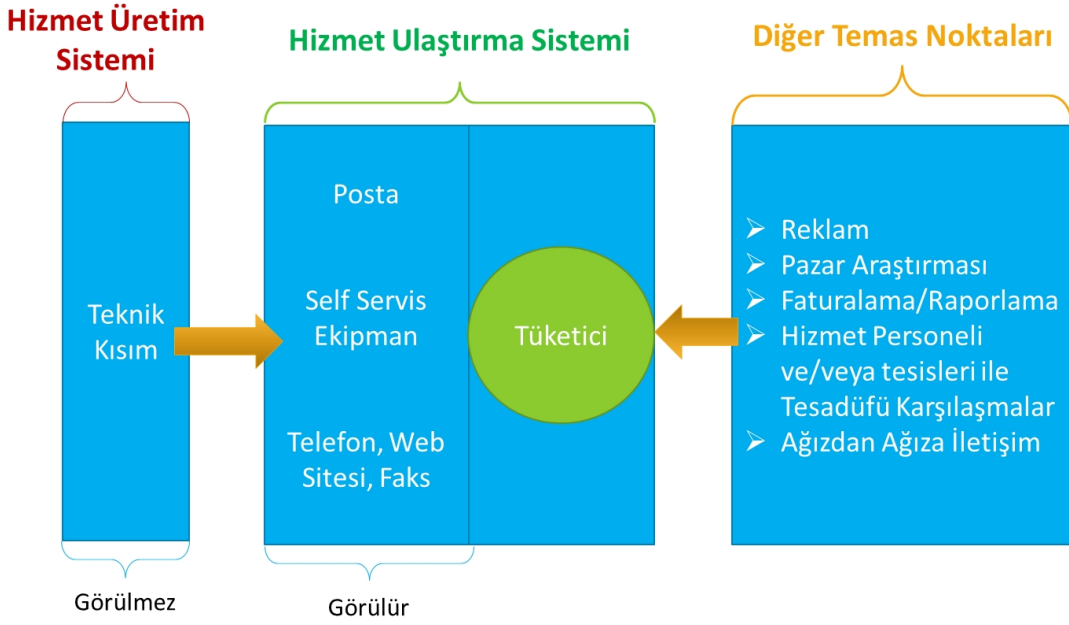 Hizmet Üretim
Sistemi
Hizmet Ulaştırma Sistemi
Diğer Temas Noktaları
Teknik
Kısım
Görülmez
Posta
Self Servis
Ekipman
Telefon, Web
Sitesi, Faks
Görülür
Tüketici
➢ Reklam
➢ Pazar Araştırması
➢ Faturalama/Raporlama
➢ Hizmet Personeli
ve/veya tesisleri ile
Tesadüfü Karşılaşmalar
➢ Ağızdan Ağıza İletişim